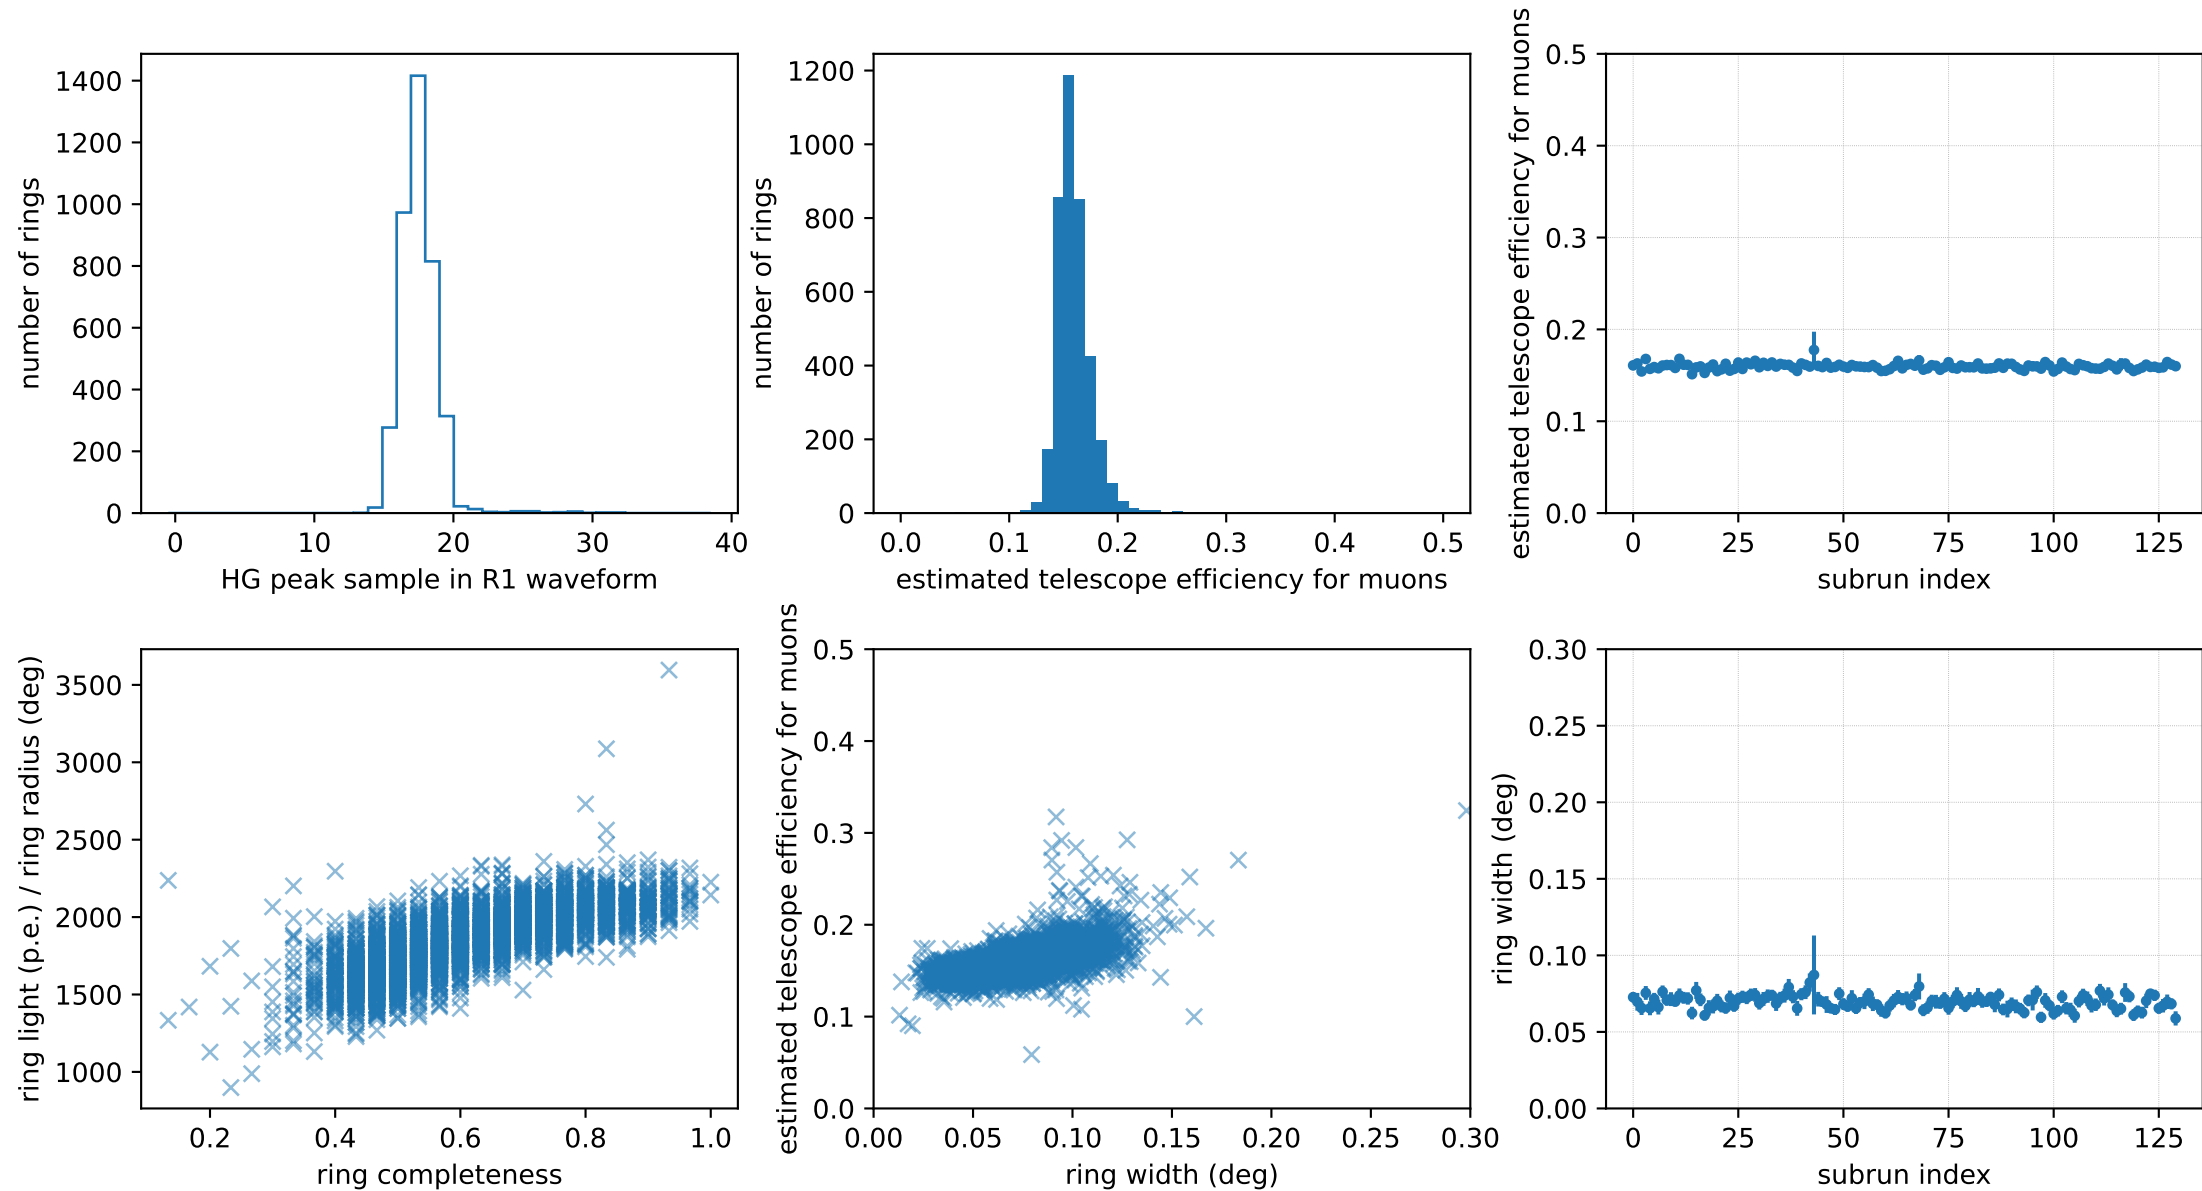 number of rings
1400
1200
1000
800
600
400
200
0
0 10 20 30 40
HG peak sample in R1 waveform
number of rings
1200
1000
800
600
400
200
0
0.0 0.1 0.2 0.3 0.4 0.5
estimated telescope efficiency for muons
estimated telescope efficiency for muons
0.5
0.4
0.3
0.2
0.1
0.0
0 25 50 75 100 125
subrun index
ring light (p.e.) / ring radius (deg)
3500
3000
2500
2000
1500
1000
0.2 0.4 0.6 0.8 1.0
ring completeness
estimated telescope efficiency for muons
0.5
0.4
0.3
0.2
0.1
0.0
0.00 0.05 0.10 0.15 0.20 0.25 0.30
ring width (deg)
ring width (deg)
0.30
0.25
0.20
0.15
0.10
0.05
0.00
0 25 50 75 100 125
subrun index